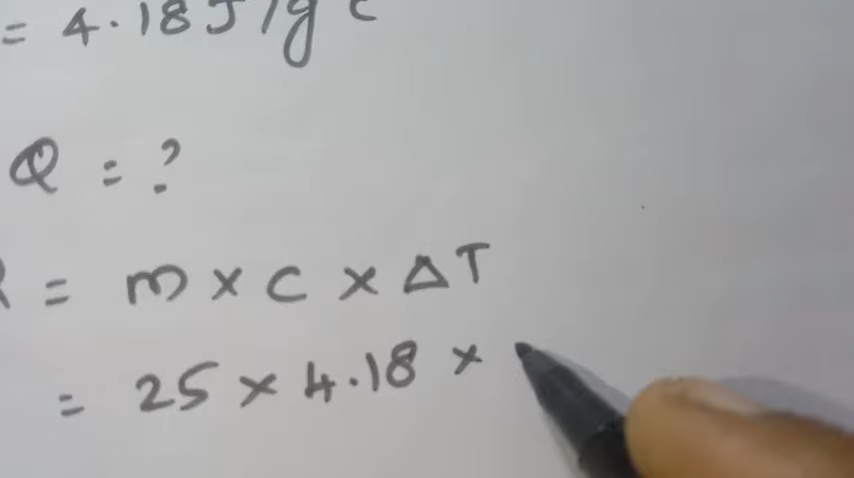 = 4.18 J/g c
Q = ?
= m × c × ΔT
= 25 × 4.18 ×